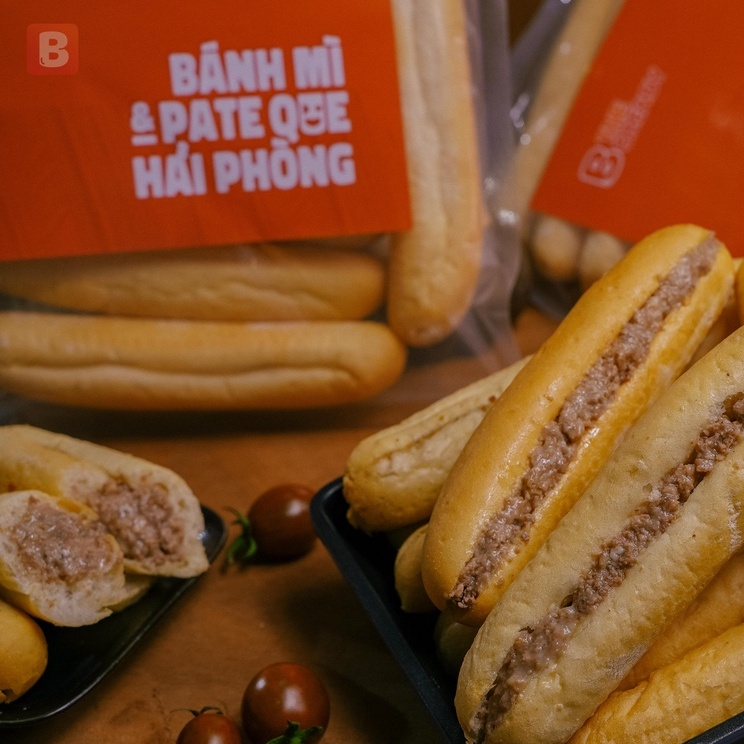 B
BÁNH MÌ
& PATE QUE
HẢI PHÒNG
B